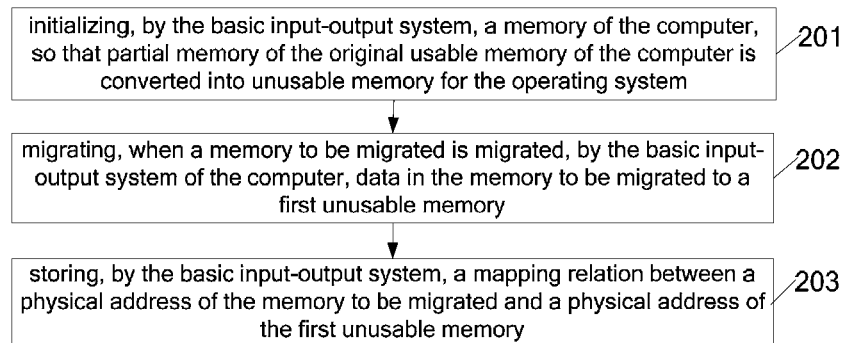 initializing, by the basic input-output system, a memory of the computer,
so that partial memory of the original usable memory of the computer is
converted into unusable memory for the operating system
201
migrating, when a memory to be migrated is migrated, by the basic input-
output system of the computer, data in the memory to be migrated to a
first unusable memory
202
storing, by the basic input-output system, a mapping relation between a
physical address of the memory to be migrated and a physical address of
the first unusable memory
203